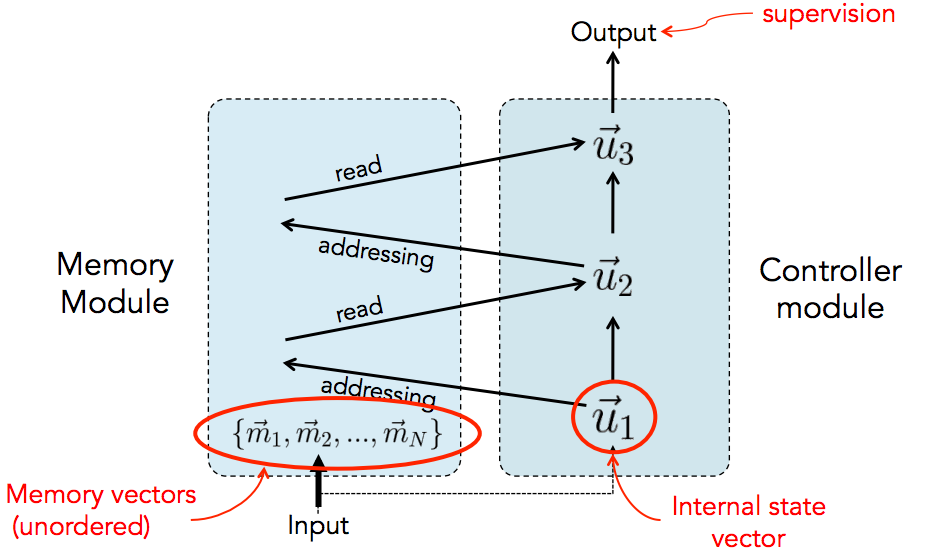 supervision
Output
u⃗₃
read
addressing
Memory
Module
u⃗₂
Controller
module
read
addressing
{m⃗₁, m⃗₂, ..., m⃗_N}
u⃗₁
Memory vectors
(unordered)
Input
Internal state
vector